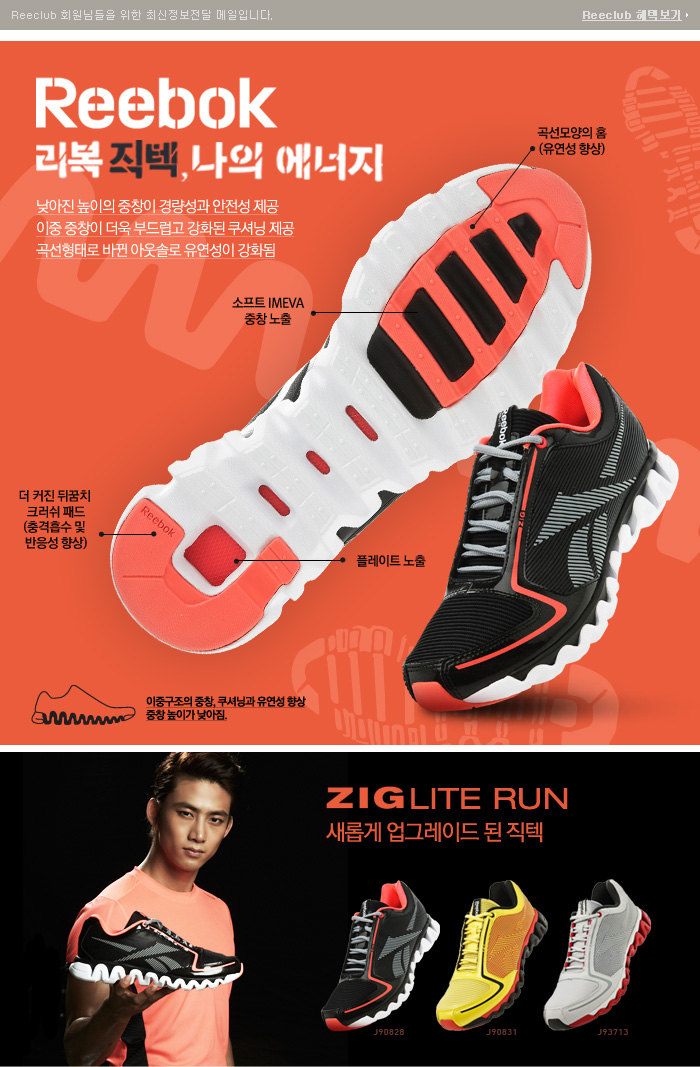 Reeclub 회원님들을 위한 최신정보전달 메일입니다.
Reeclub 혜택보기
Reebok
리복 직텍, 나의 에너지
낮아진 높이의 중창이 경량성과 안전성 제공
이중 중창이 더욱 부드럽고 강화된 쿠셔닝 제공
곡선형태로 바뀐 아웃솔로 유연성이 강화됨
곡선모양의 홈
(유연성 향상)
소프트 IMEVA
중창 노출
더 커진 뒤꿈치
크러쉬 패드
(충격흡수 및
반응성 향상)
Reebok
플레이트 노출
Reebok
이중구조의 중창, 쿠셔닝과 유연성 향상
중창 높이가 낮아짐.
ZIG LITE RUN
새롭게 업그레이드 된 직텍
J90828
J90831
J93713